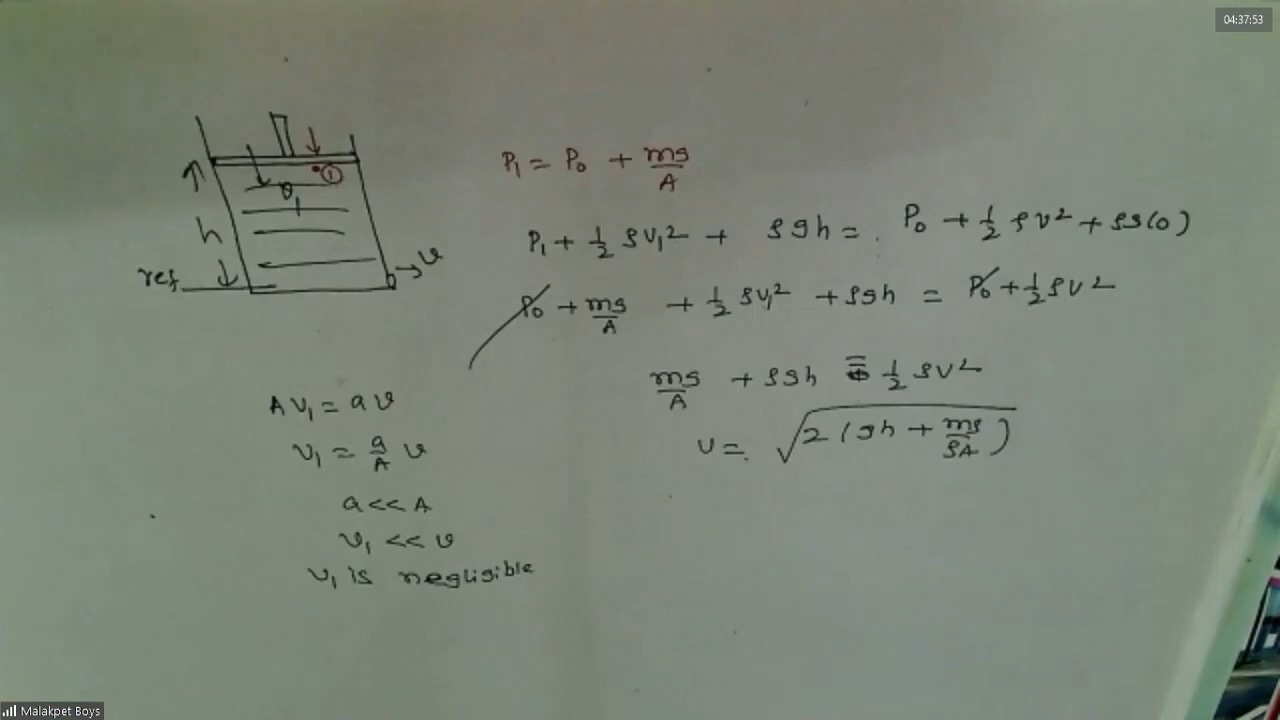 04:37:53
P₁ = P₀ + mg/A
①
P₁ + ½ ρv₁² + ρgh = P₀ + ½ ρv² + ρg(0)
h
v₁
v
ref
P₀ + mg/A + ½ ρv₁² + ρgh = P₀ + ½ρv²
mg/A + ρgh = ½ ρv²
Av₁ = av
v = √2(gh + mg/ρA)
v₁ = a/A v
a << A
v₁ << v
v₁ is negligible
Malakpet Boys